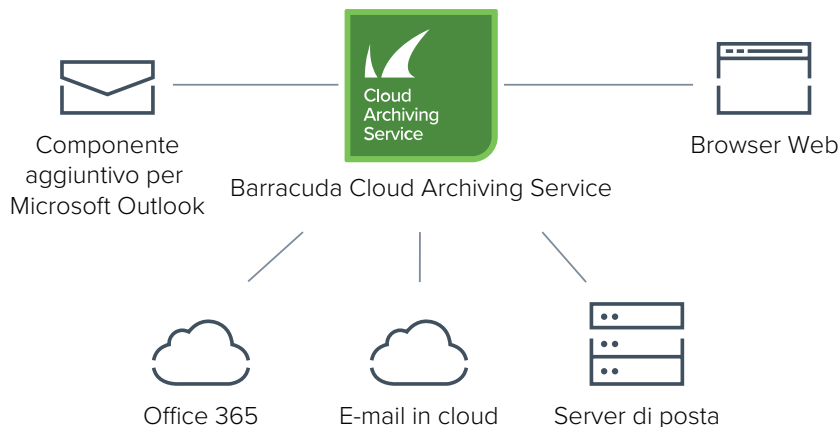 Cloud
Archiving
Service
Componente
aggiuntivo per
Microsoft Outlook
Barracuda Cloud Archiving Service
Browser Web
Office 365
E-mail in cloud
Server di posta